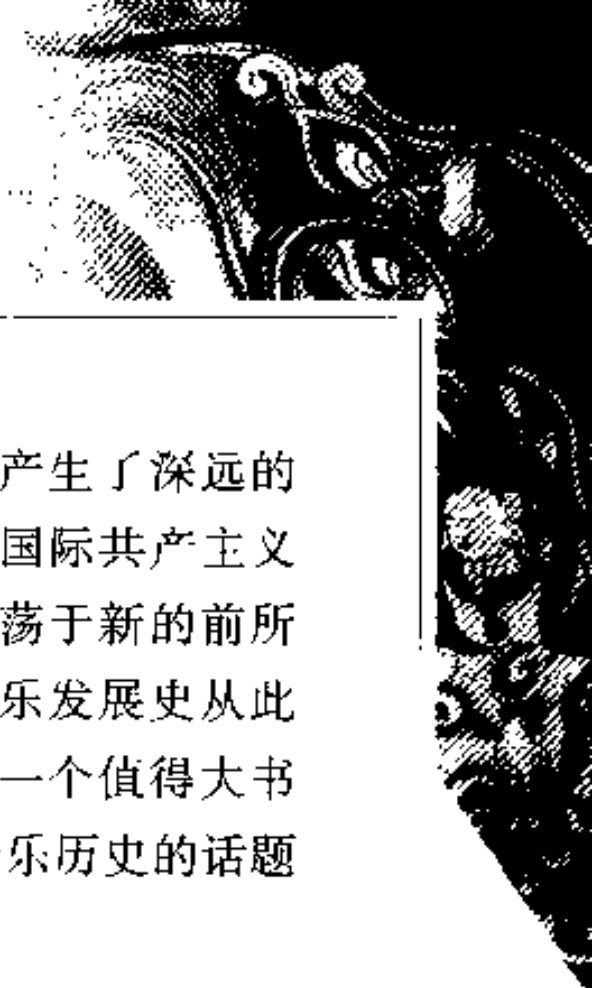 产生了深远的
国际共产主义
荡于新的前所
乐发展史从此
一个值得大书
乐历史的话题